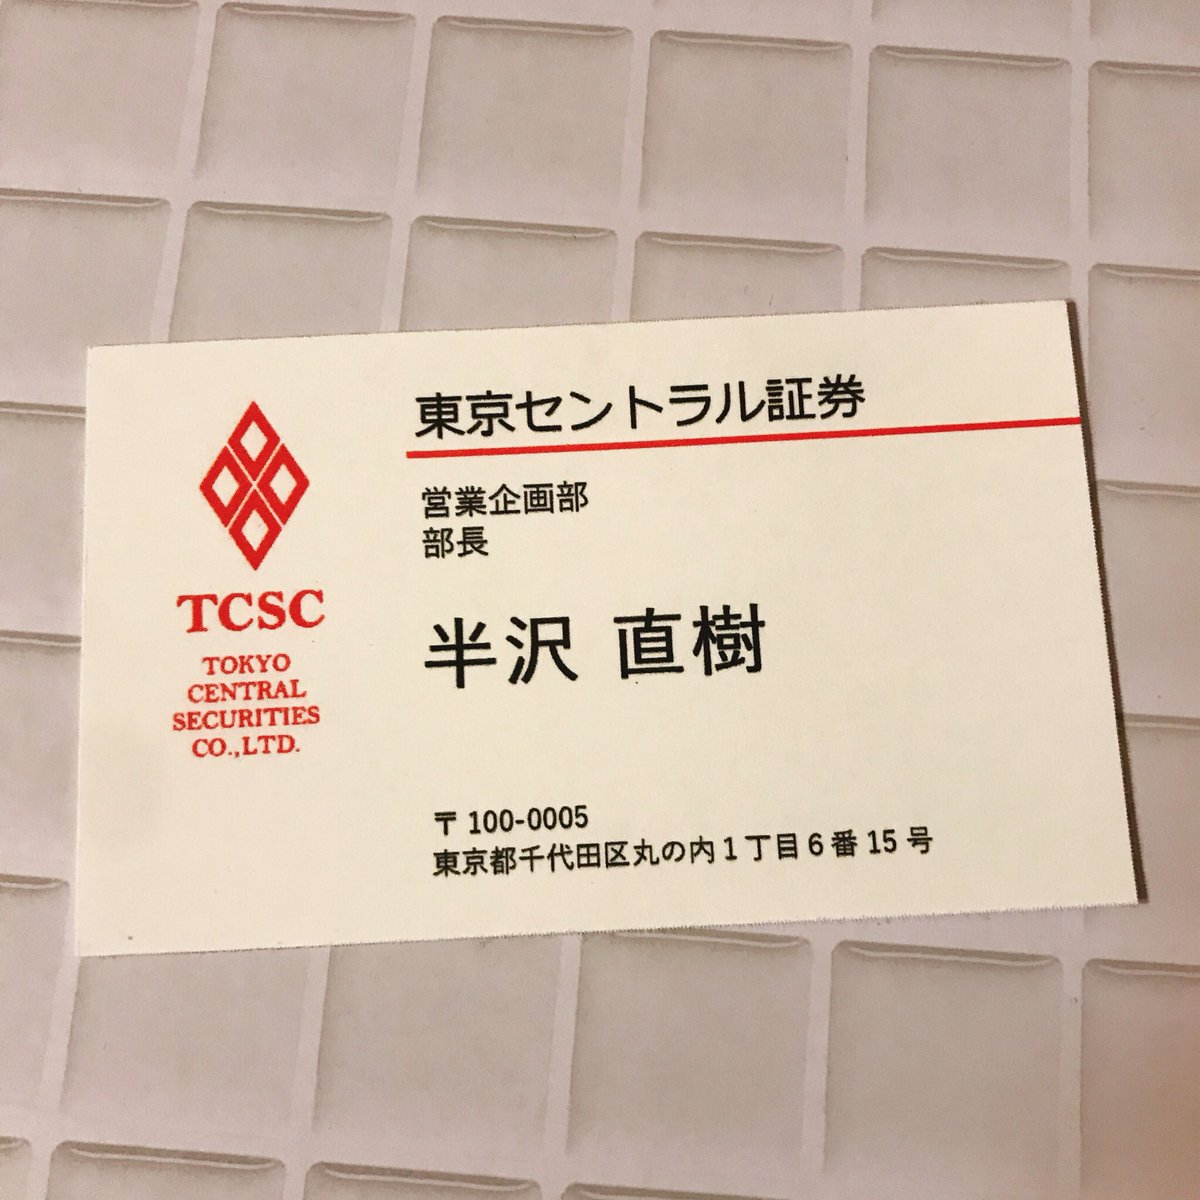 東京セントラル証券
営業企画部
部長
半沢 直樹
〒100-0005
東京都千代田区丸の内1丁目6番15号
TCSC
TOKYO
CENTRAL
SECURITIES
CO.,LTD.